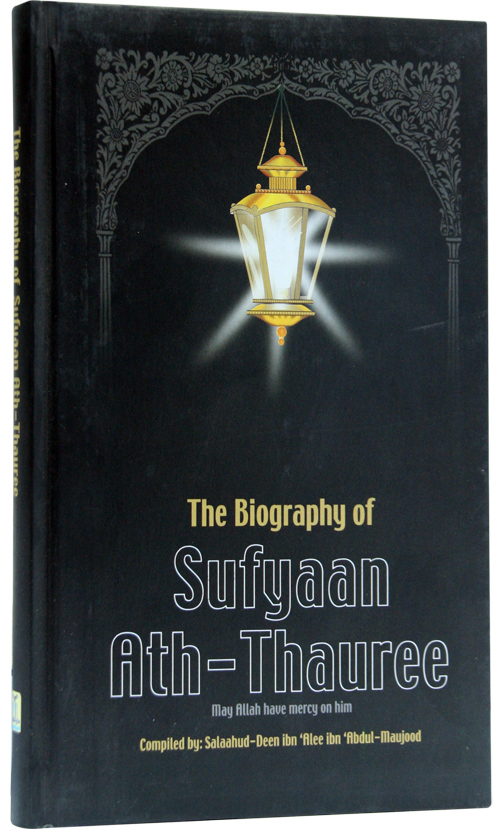 The Biography of Sufyaan Ath-Thauree
The Biography of
Sufyaan
Ath-Thauree
May Allah have mercy on him
Compiled by: Salaahud-Deen ibn ‘Alee ibn ‘Abdul-Maujood